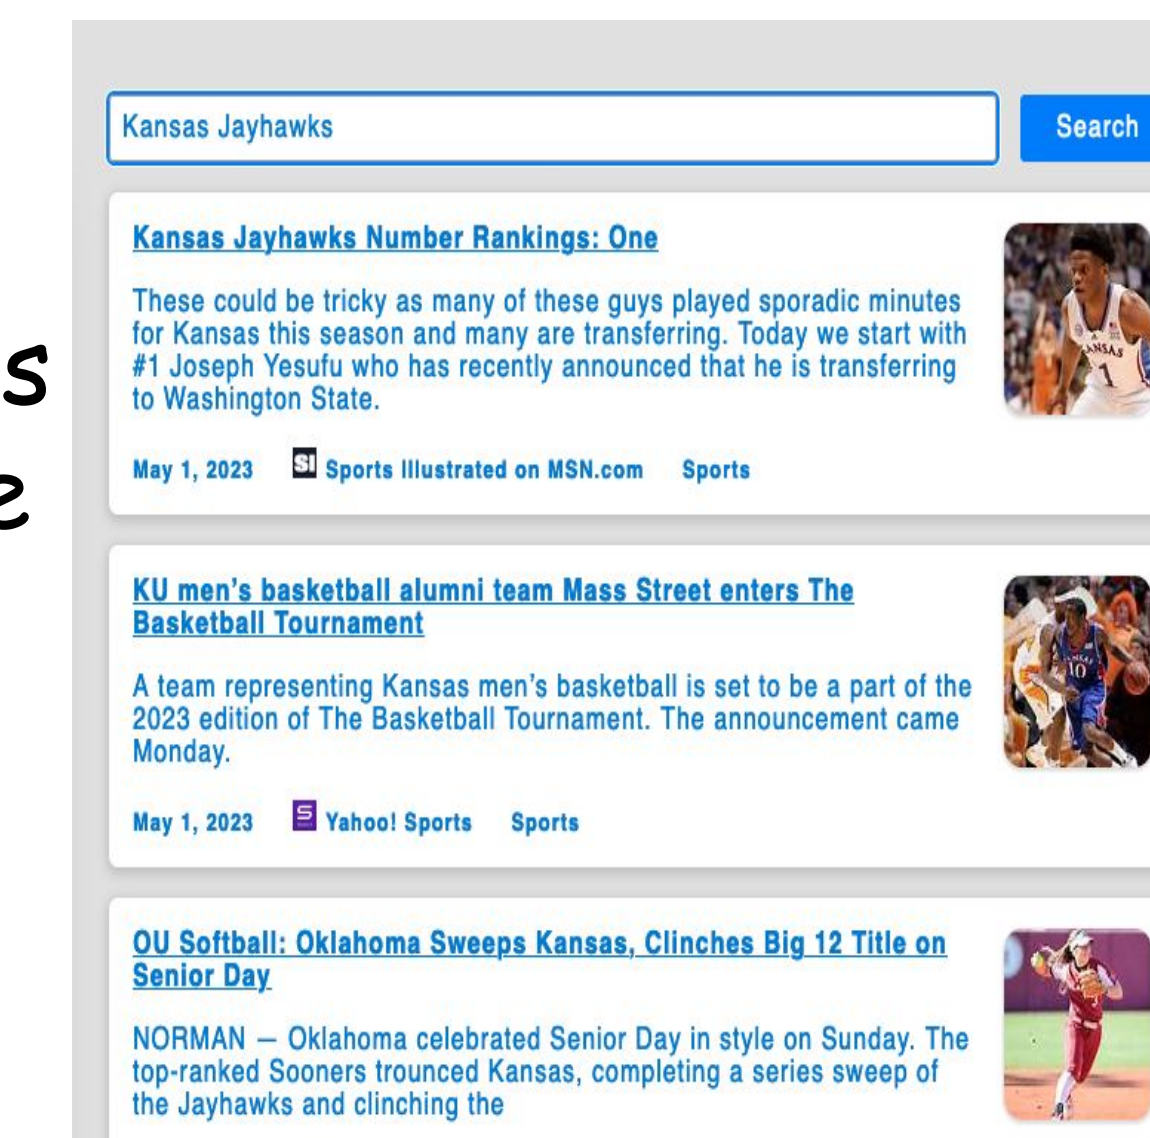 s
e
Kansas Jayhawks
Search
Kansas Jayhawks Number Rankings: One
These could be tricky as many of these guys played sporadic minutes
for Kansas this season and many are transferring. Today we start with
#1 Joseph Yesufu who has recently announced that he is transferring
to Washington State.
May 1, 2023 SI Sports Illustrated on MSN.com Sports
KANSAS
1
KU men’s basketball alumni team Mass Street enters The
Basketball Tournament
A team representing Kansas men’s basketball is set to be a part of the
2023 edition of The Basketball Tournament. The announcement came
Monday.
May 1, 2023 S Yahoo! Sports Sports
KANSAS
10
OU Softball: Oklahoma Sweeps Kansas, Clinches Big 12 Title on
Senior Day
NORMAN — Oklahoma celebrated Senior Day in style on Sunday. The
top-ranked Sooners trounced Kansas, completing a series sweep of
the Jayhawks and clinching the